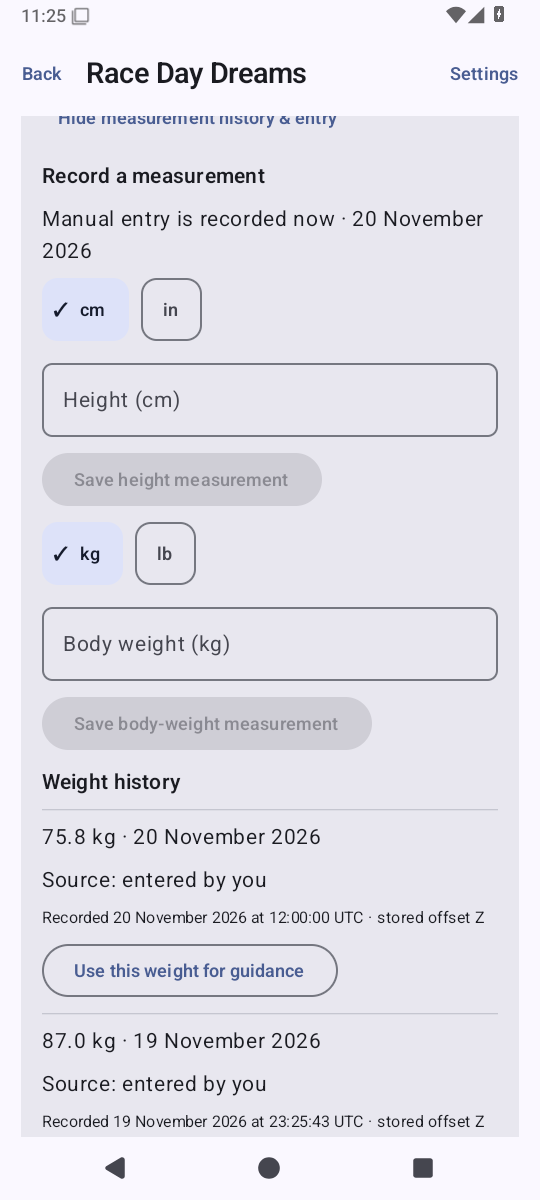 11:25
Back Race Day Dreams Settings
Hide measurement history & entry
Record a measurement
Manual entry is recorded now · 20 November
2026
✓ cm in
Height (cm)
Save height measurement
✓ kg lb
Body weight (kg)
Save body-weight measurement
Weight history
75.8 kg · 20 November 2026
Source: entered by you
Recorded 20 November 2026 at 12:00:00 UTC · stored offset Z
Use this weight for guidance
87.0 kg · 19 November 2026
Source: entered by you
Recorded 19 November 2026 at 23:25:43 UTC · stored offset Z